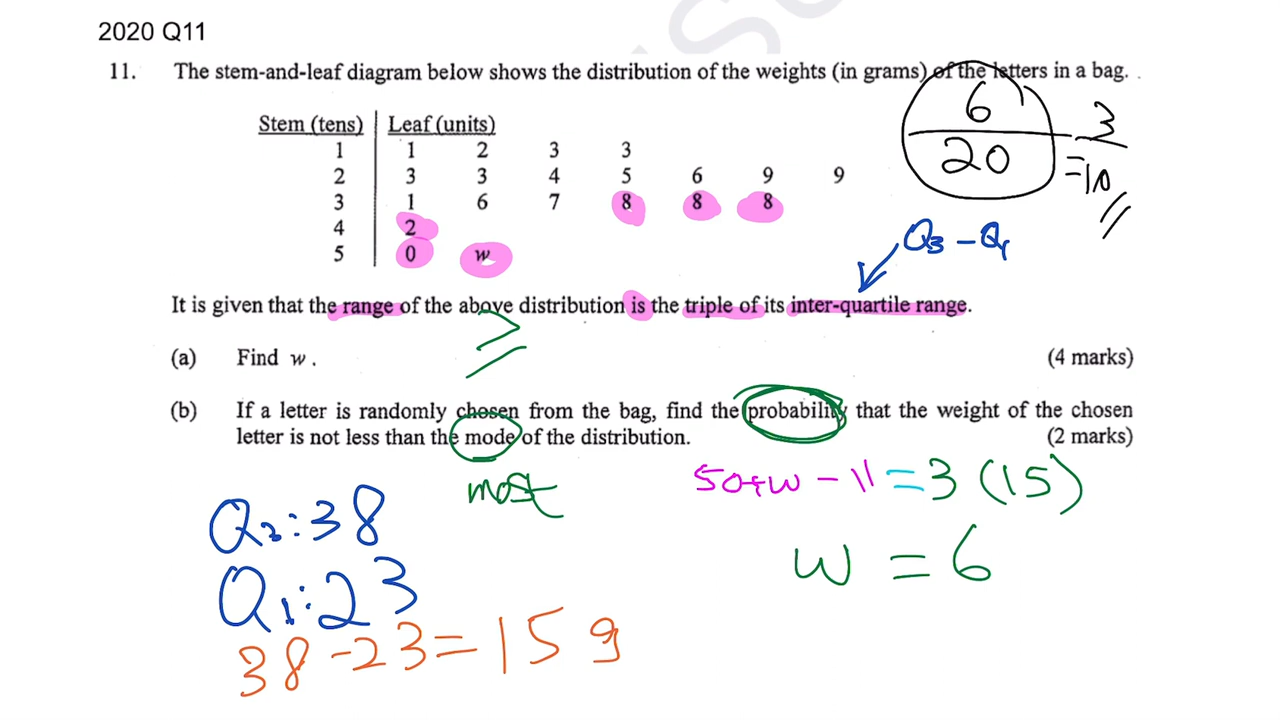 2020 Q11
11. The stem-and-leaf diagram below shows the distribution of the weights (in grams) of the letters in a bag.
Stem (tens) Leaf (units)
1 1 2 3 3
2 3 3 4 5 6 9 9
3 1 6 7 8 8 8
4 2
5 0 w
6
20
= 3
10
Q3 - Q1
It is given that the range of the above distribution is the triple of its inter-quartile range.
≥
(a) Find w. (4 marks)
(b) If a letter is randomly chosen from the bag, find the probability that the weight of the chosen
letter is not less than the mode of the distribution. (2 marks)
most
50+w - 11 = 3 (15)
w = 6
Q3: 38
Q1: 23
38 - 23 = 15 g